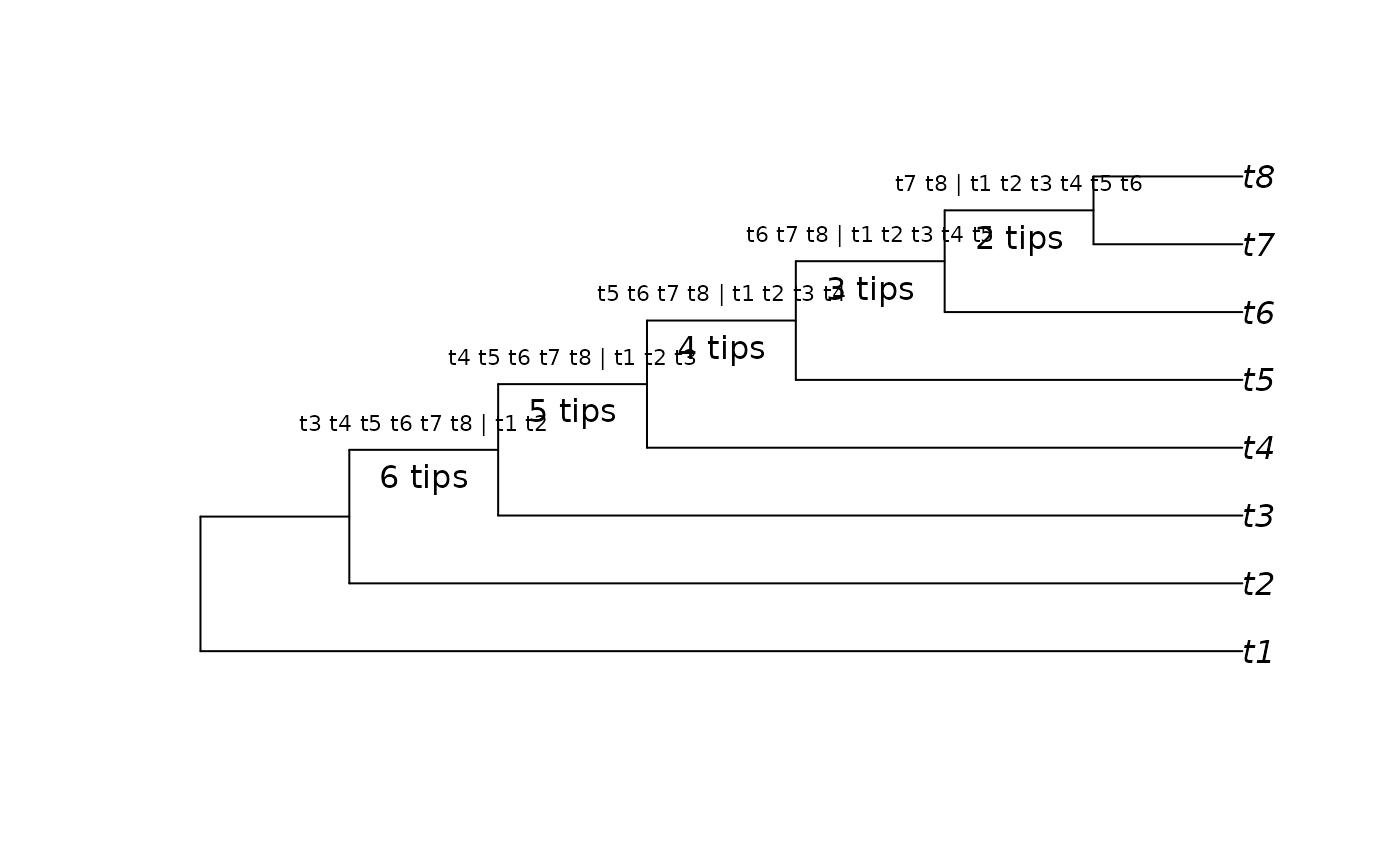 t8
t7 t8 | t1 t2 t3 t4 t5 t6
2 tips
t7
t6 t7 t8 | t1 t2 t3 t4 t5
3 tips
t6
t5 t6 t7 t8 | t1 t2 t3 t4
4 tips
t5
t4 t5 t6 t7 t8 | t1 t2 t3
5 tips
t4
t3 t4 t5 t6 t7 t8 | t1 t2
6 tips
t3
t2
t1